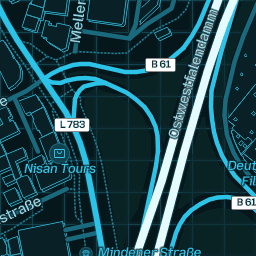 Meller
B 61
Ostwestfalendamm
L 783
Nisan Tours
Deut
Fil
B 61
straße
Mindener Straße